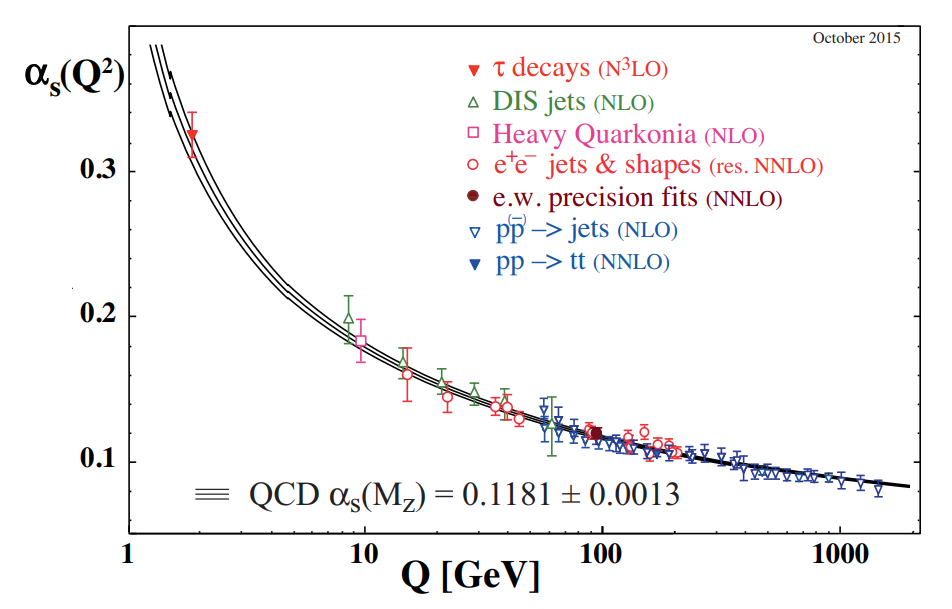 October 2015
αs(Q²)
τ decays (N³LO)
DIS jets (NLO)
Heavy Quarkonia (NLO)
e⁺e⁻ jets & shapes (res. NNLO)
e.w. precision fits (NNLO)
pp(–) –> jets (NLO)
pp –> tt (NNLO)
0.3
0.2
0.1
QCD αs(Mz) = 0.1181 ± 0.0013
1 10 100 1000
Q [GeV]